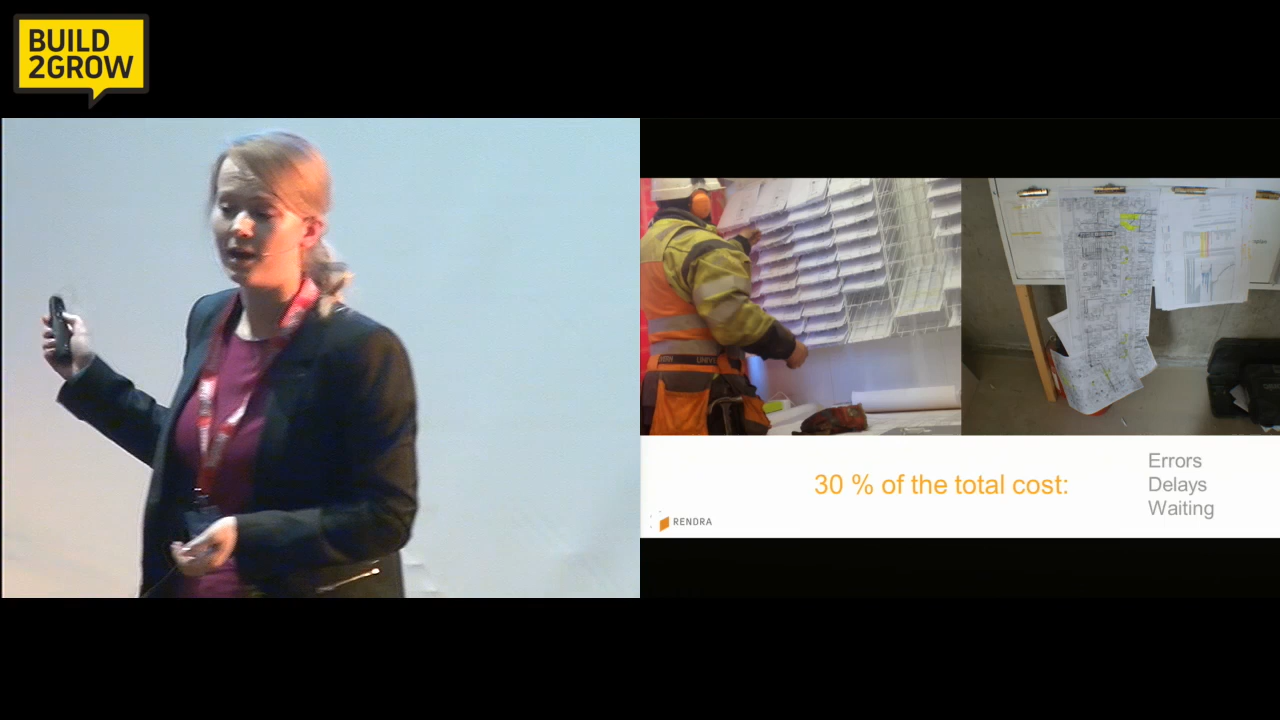 BUILD
2GROW
30 % of the total cost:
Errors
Delays
Waiting
RENDRA